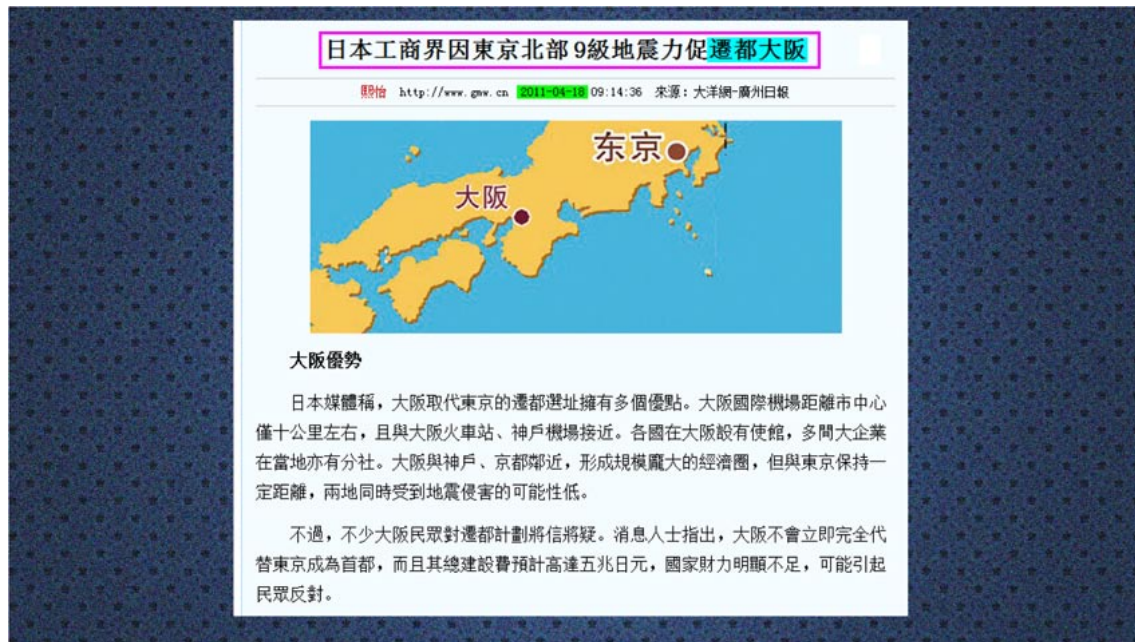 日本工商界因東京北部9級地震力促遷都大阪
http://www.gmw.cn 2011-04-18 09:14:36 來源：大洋網-廣州日報
东京
大阪
大阪優勢
日本媒體稱，大阪取代東京的遷都選址擁有多個優點。大阪國際機場距離市中心
僅十公里左右，且與大阪火車站、神戶機場接近。各國在大阪設有使館，多間大企業
在當地亦有分社。大阪與神戶、京都鄰近，形成規模龐大的經濟圈，但與東京保持一
定距離，兩地同時受到地震侵害的可能性低。
不過，不少大阪民眾對遷都計劃將信將疑。消息人士指出，大阪不會立即完全代
替東京成為首都，而且其總建設費預計高達五兆日元，國家財力明顯不足，可能引起
民眾反對。